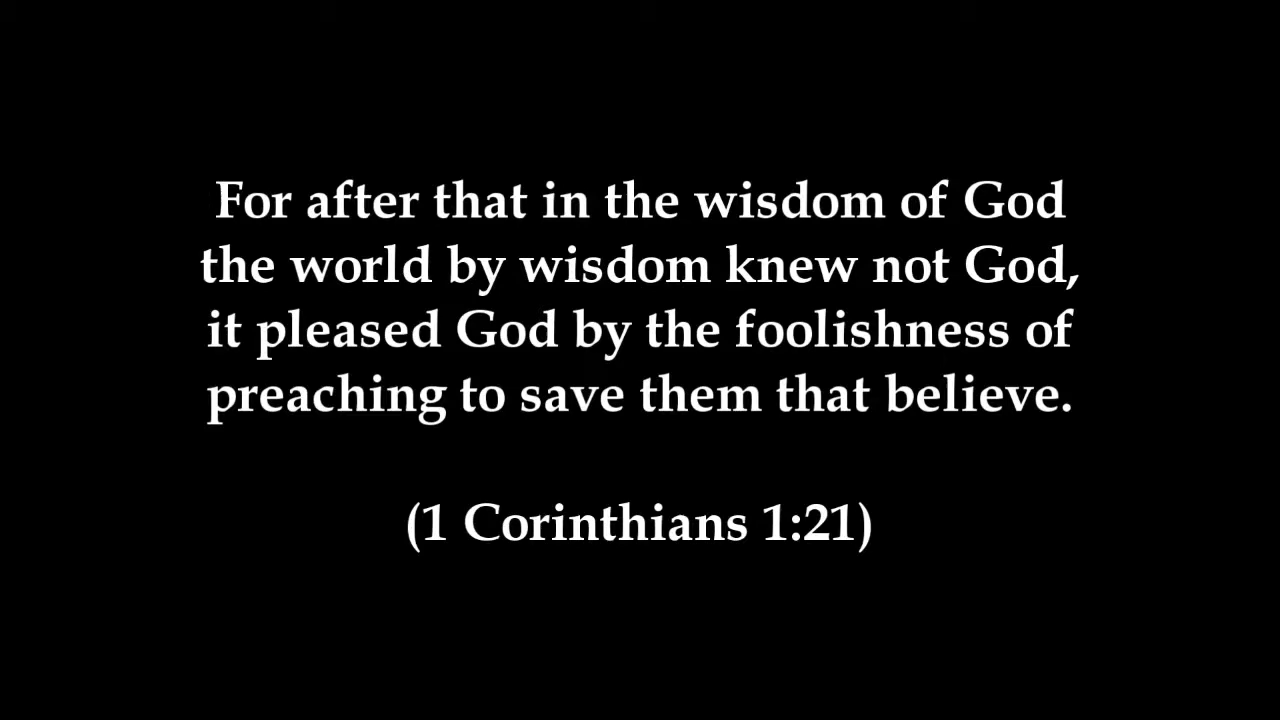 For after that in the wisdom of God
the world by wisdom knew not God,
it pleased God by the foolishness of
preaching to save them that believe.
(1 Corinthians 1:21)